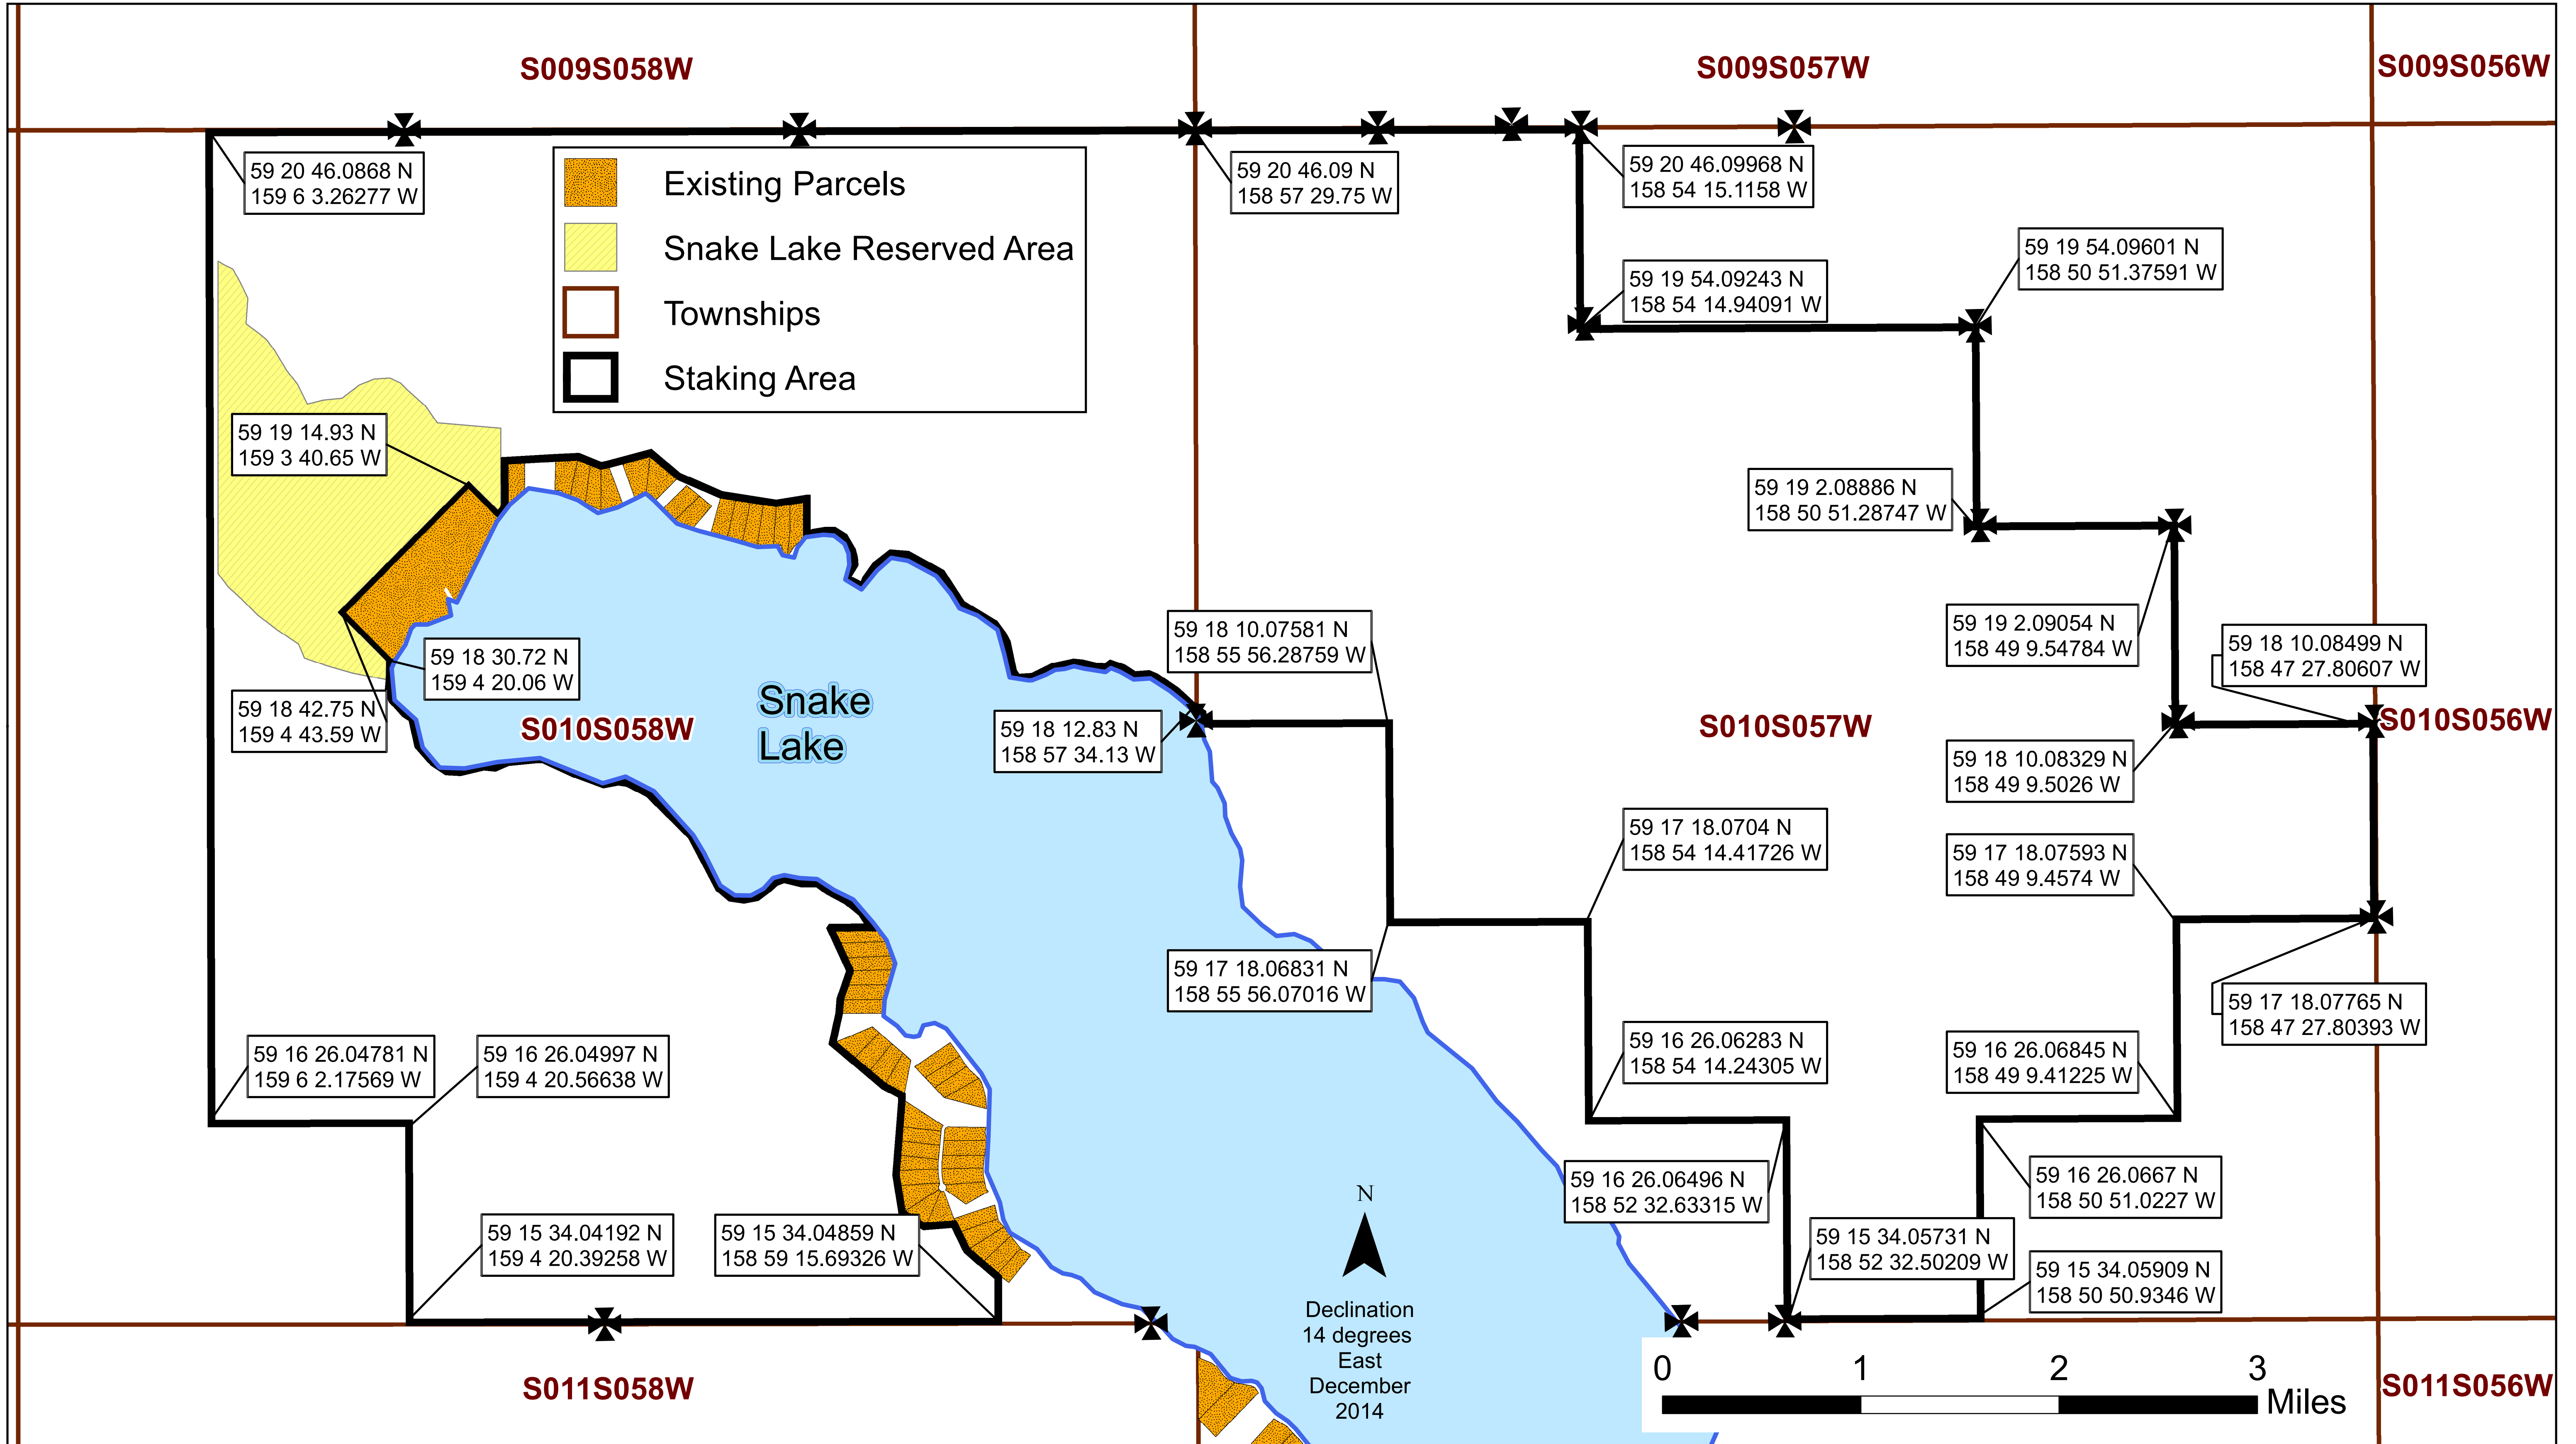 S009S058W
S009S057W
S009S056W
59 20 46.0868 N
159 6 3.26277 W
Existing Parcels
Snake Lake Reserved Area
Townships
Staking Area
59 20 46.09 N
158 57 29.75 W
59 20 46.09968 N
158 54 15.1158 W
59 19 54.09243 N
158 54 14.94091 W
59 19 54.09601 N
158 50 51.37591 W
59 19 14.93 N
159 3 40.65 W
59 19 2.08886 N
158 50 51.28747 W
59 18 10.07581 N
158 55 56.28759 W
59 19 2.09054 N
158 49 9.54784 W
59 18 10.08499 N
158 47 27.80607 W
59 18 30.72 N
159 4 20.06 W
59 18 42.75 N
159 4 43.59 W
S010S058W
Snake
Lake
59 18 12.83 N
158 57 34.13 W
S010S057W
S010S056W
59 18 10.08329 N
158 49 9.5026 W
59 17 18.0704 N
158 54 14.41726 W
59 17 18.07593 N
158 49 9.4574 W
59 17 18.06831 N
158 55 56.07016 W
59 17 18.07765 N
158 47 27.80393 W
59 16 26.04781 N
159 6 2.17569 W
59 16 26.04997 N
159 4 20.56638 W
59 16 26.06283 N
158 54 14.24305 W
59 16 26.06845 N
158 49 9.41225 W
59 16 26.06496 N
158 52 32.63315 W
59 16 26.0667 N
158 50 51.0227 W
59 15 34.04192 N
159 4 20.39258 W
59 15 34.04859 N
158 59 15.69326 W
59 15 34.05731 N
158 52 32.50209 W
59 15 34.05909 N
158 50 50.9346 W
N
Declination
14 degrees
East
December
2014
0 1 2 3
Miles
S011S058W
S011S056W